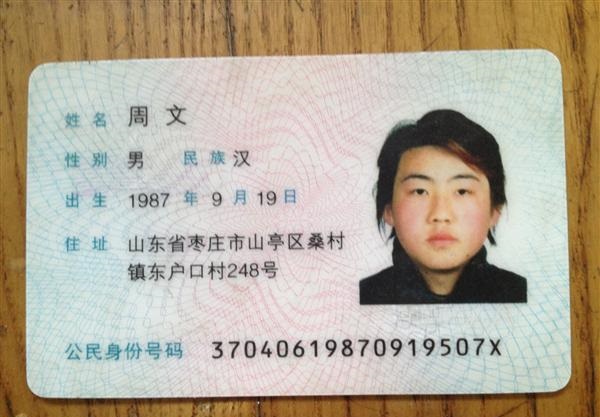 姓名 周文
性别 男 民族 汉
出生 1987 年 9 月 19 日
住址 山东省枣庄市山亭区桑村
镇东户口村248号
公民身份号码 37040619870919507X